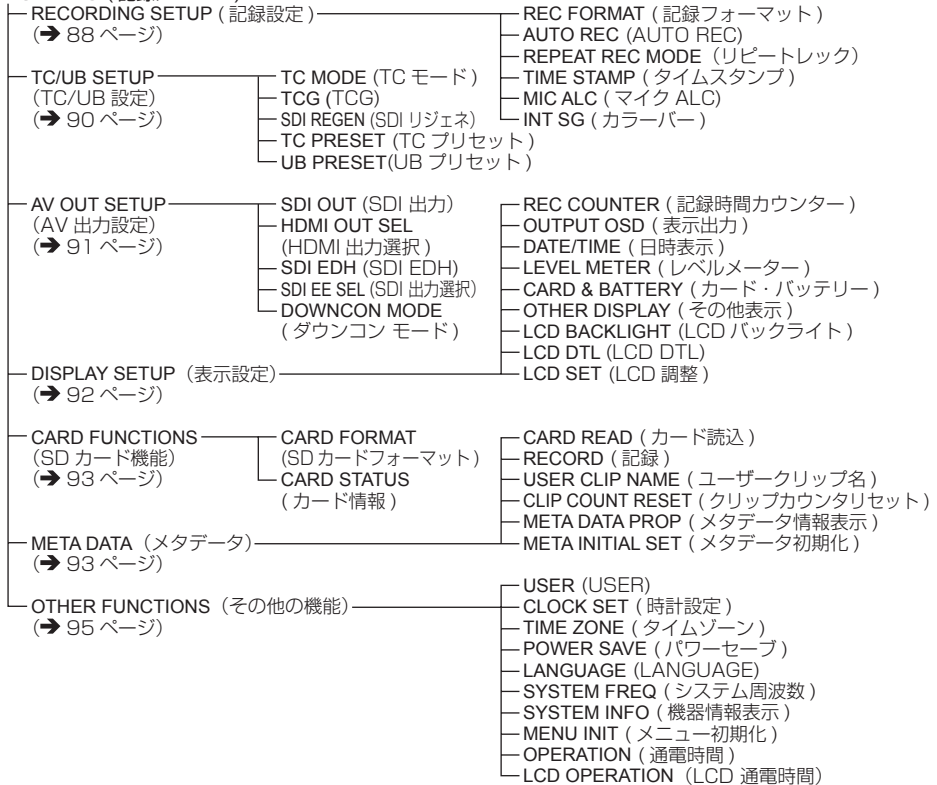 RECORDING SETUP ( 記録設定 )
(➔ 88 ページ)
REC FORMAT ( 記録フォーマット )
AUTO REC (AUTO REC)
REPEAT REC MODE（リピートレック）
TIME STAMP ( タイムスタンプ )
MIC ALC ( マイク ALC)
INT SG ( カラーバー )
TC/UB SETUP
(TC/UB 設定)
(➔ 90 ページ)
TC MODE (TC モード )
TCG (TCG)
SDI REGEN (SDI リジェネ)
TC PRESET (TC プリセット )
UB PRESET(UB プリセット )
AV OUT SETUP
(AV 出力設定)
(➔ 91 ページ)
SDI OUT (SDI 出力)
HDMI OUT SEL
(HDMI 出力選択 )
SDI EDH (SDI EDH)
SDI EE SEL (SDI 出力選択)
DOWNCON MODE
( ダウンコン モード )
DISPLAY SETUP（表示設定）
(➔ 92 ページ)
REC COUNTER ( 記録時間カウンター )
OUTPUT OSD ( 表示出力 )
DATE/TIME ( 日時表示 )
LEVEL METER ( レベルメーター )
CARD & BATTERY ( カード・バッテリー )
OTHER DISPLAY ( その他表示 )
LCD BACKLIGHT (LCD バックライト )
LCD DTL (LCD DTL)
LCD SET (LCD 調整 )
CARD FUNCTIONS
(SD カード機能)
(➔ 93 ページ)
CARD FORMAT
(SD カードフォーマット )
CARD STATUS
( カード情報 )
META DATA（メタデータ）
(➔ 93 ページ)
CARD READ ( カード読込 )
RECORD ( 記録 )
USER CLIP NAME ( ユーザークリップ名 )
CLIP COUNT RESET ( クリップカウンタリセット )
META DATA PROP ( メタデータ情報表示 )
META INITIAL SET ( メタデータ初期化 )
OTHER FUNCTIONS（その他の機能）
(➔ 95 ページ)
USER (USER)
CLOCK SET ( 時計設定 )
TIME ZONE ( タイムゾーン )
POWER SAVE ( パワーセーブ )
LANGUAGE (LANGUAGE)
SYSTEM FREQ ( システム周波数 )
SYSTEM INFO ( 機器情報表示 )
MENU INIT ( メニュー初期化 )
OPERATION ( 通電時間 )
LCD OPERATION（LCD 通電時間）